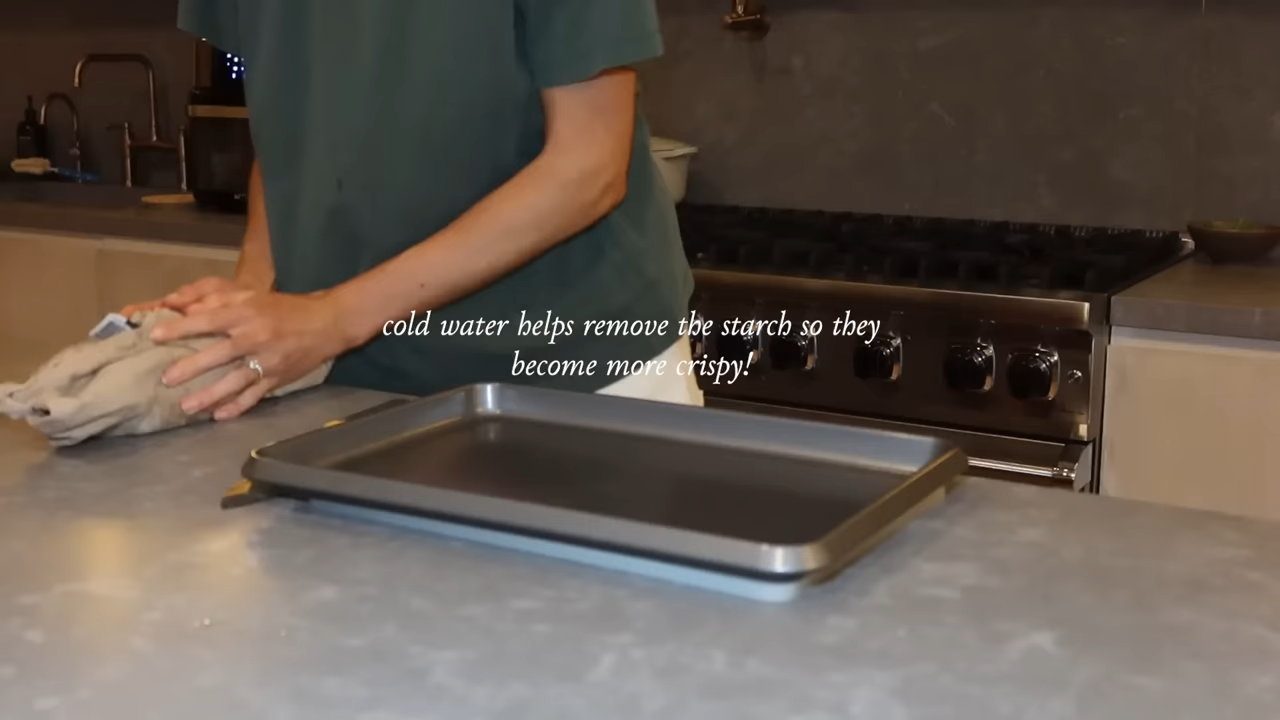 cold water helps remove the starch so they
become more crispy!